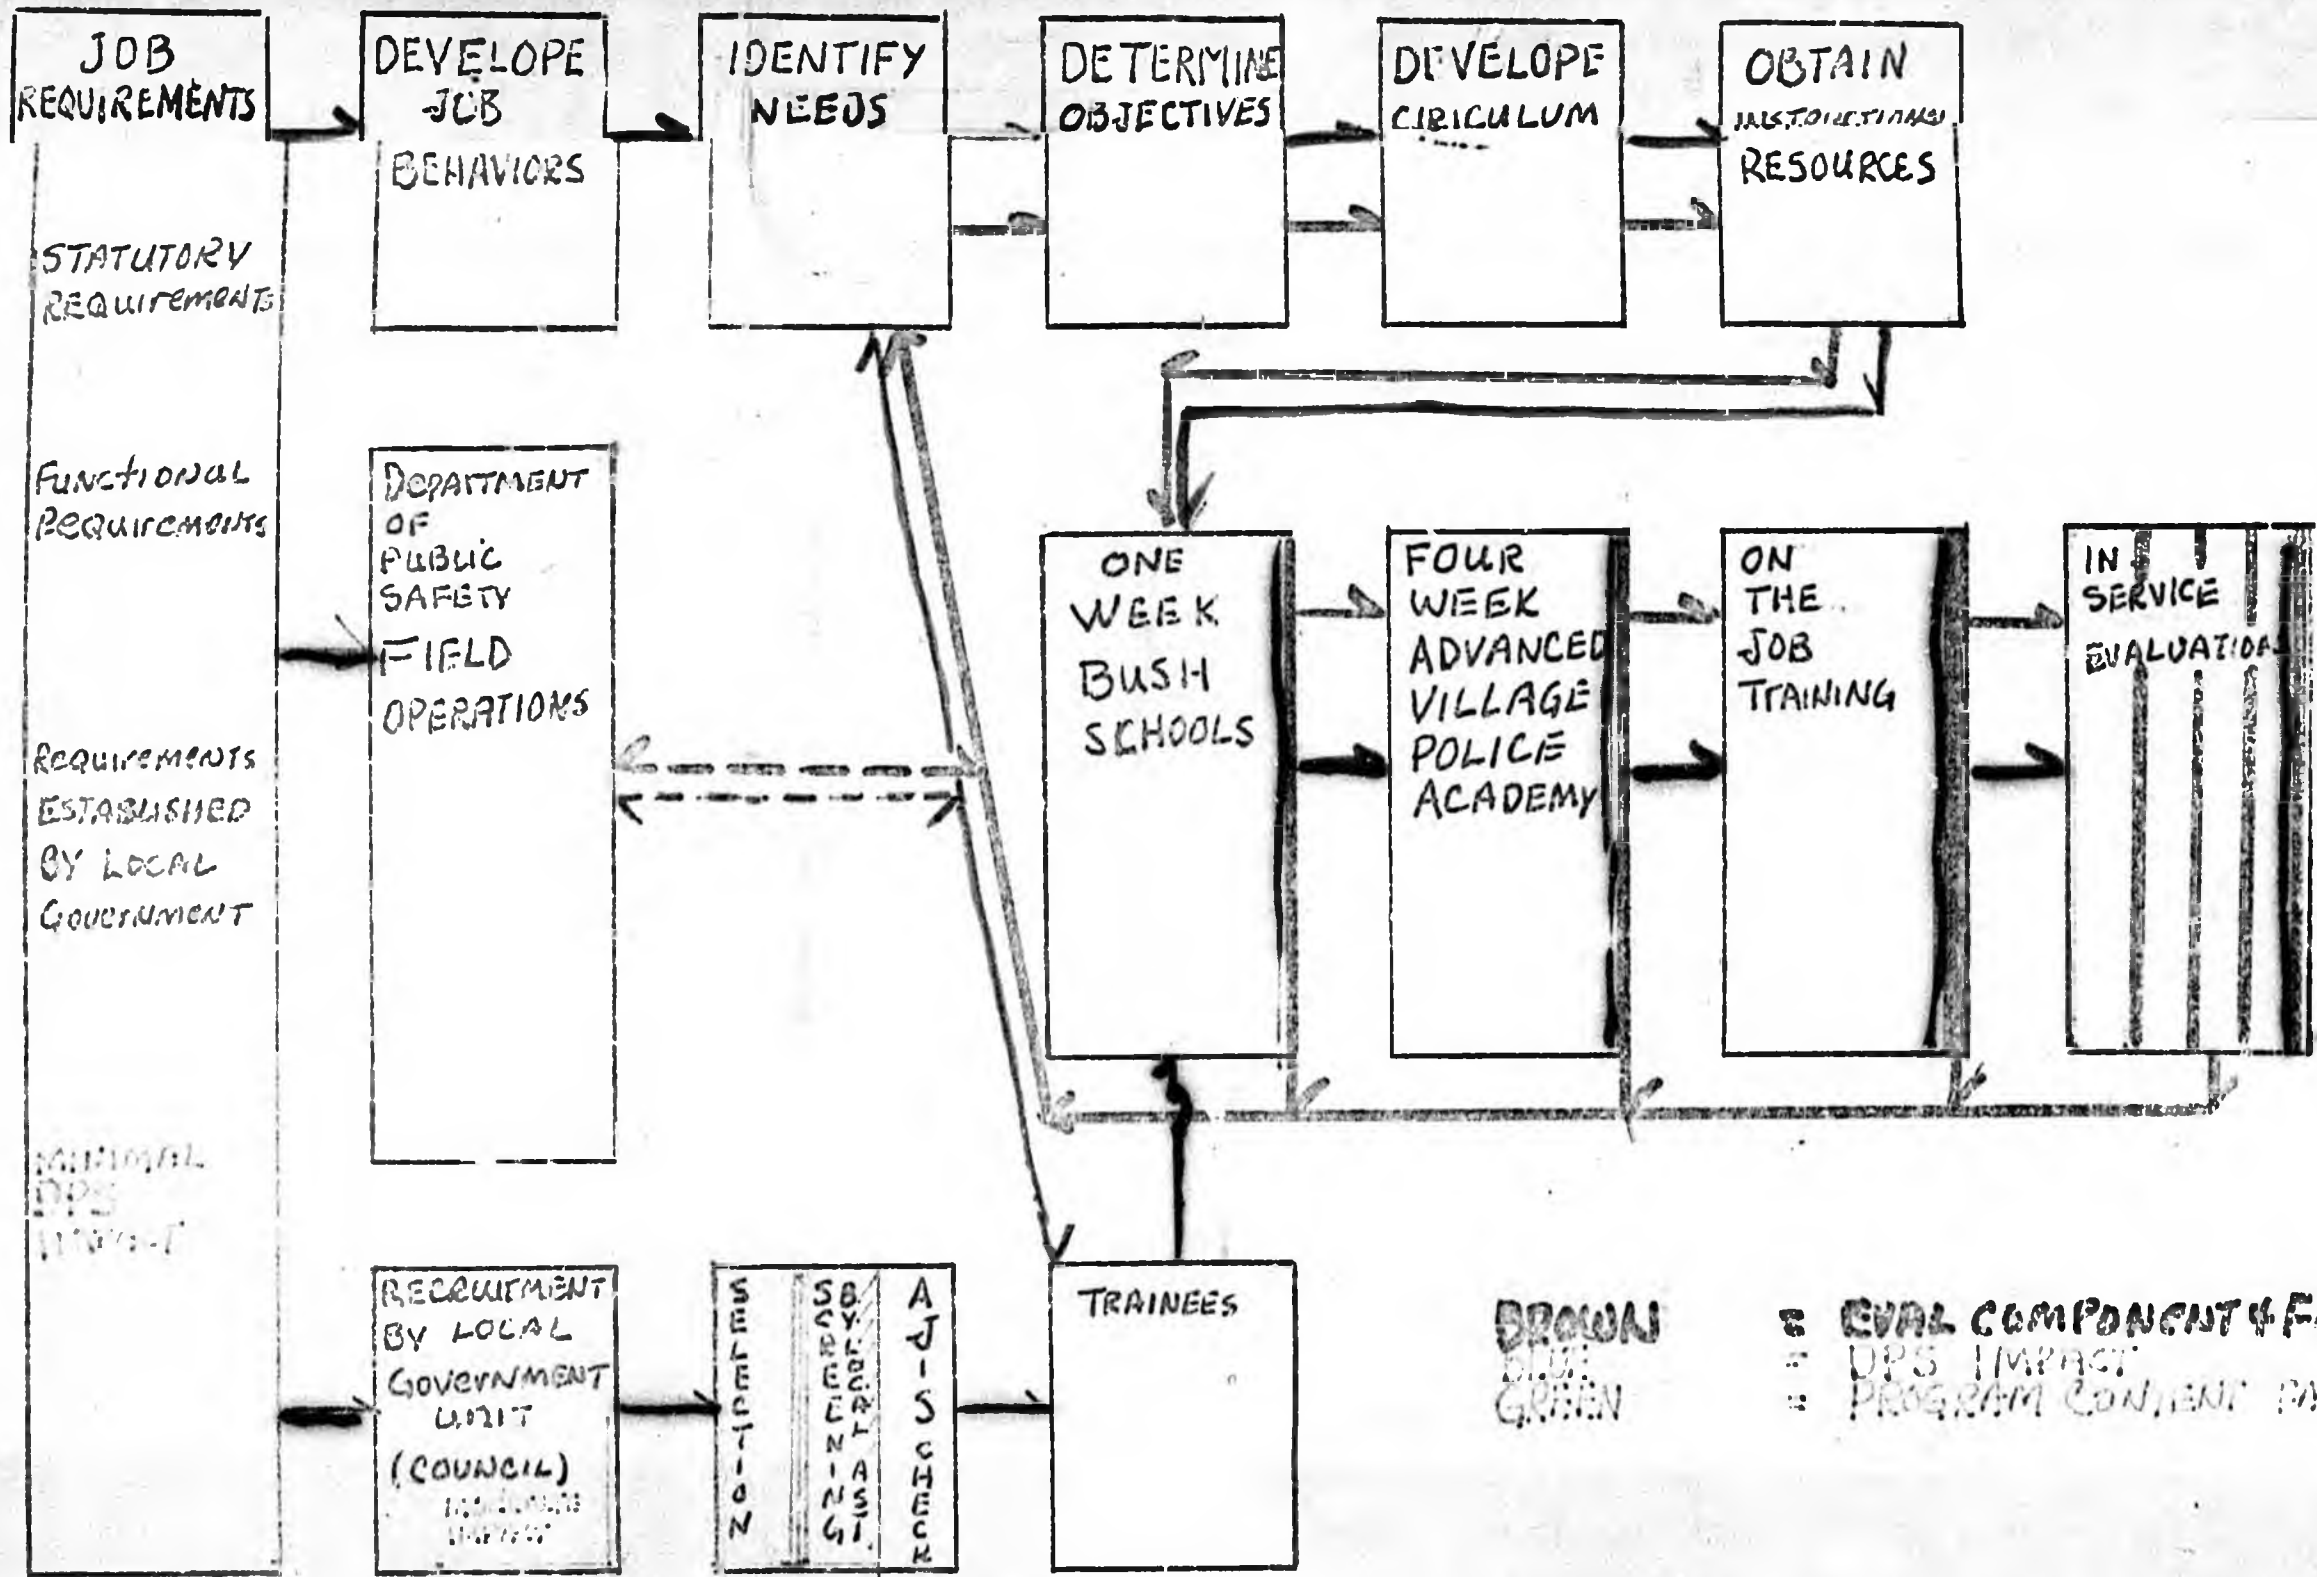 JOB
REQUIREMENTS
STATUTORY
REQUIREMENTS
FUNCTIONAL
REQUIREMENTS
REQUIREMENTS
ESTABLISHED
BY LOCAL
GOVERNMENT
MINIMAL
DPS
DEVELOPE
JOB
BEHAVIORS
IDENTIFY
NEEDS
DETERMINE
OBJECTIVES
DEVELOPE
CIRICULUM
OBTAIN
RESOURCES
DEPARTMENT
OF
PUBLIC
SAFETY
FIELD
OPERATIONS
ONE
WEEK
BUSH
SCHOOLS
FOUR
WEEK
ADVANCED
VILLAGE
POLICE
ACADEMY
ON
THE
JOB
TRAINING
IN
SERVICE
EVALUATION
RECRUITMENT
BY LOCAL
GOVERNMENT
UNIT
(COUNCIL)
SELECTION
SCREENING
BY LOCAL AST
AJIS CHECK
TRAINEES
BROWN = EVAL COMPONENT &
BLUE = DPS IMPACT
GREEN = PROGRAM CONTENT